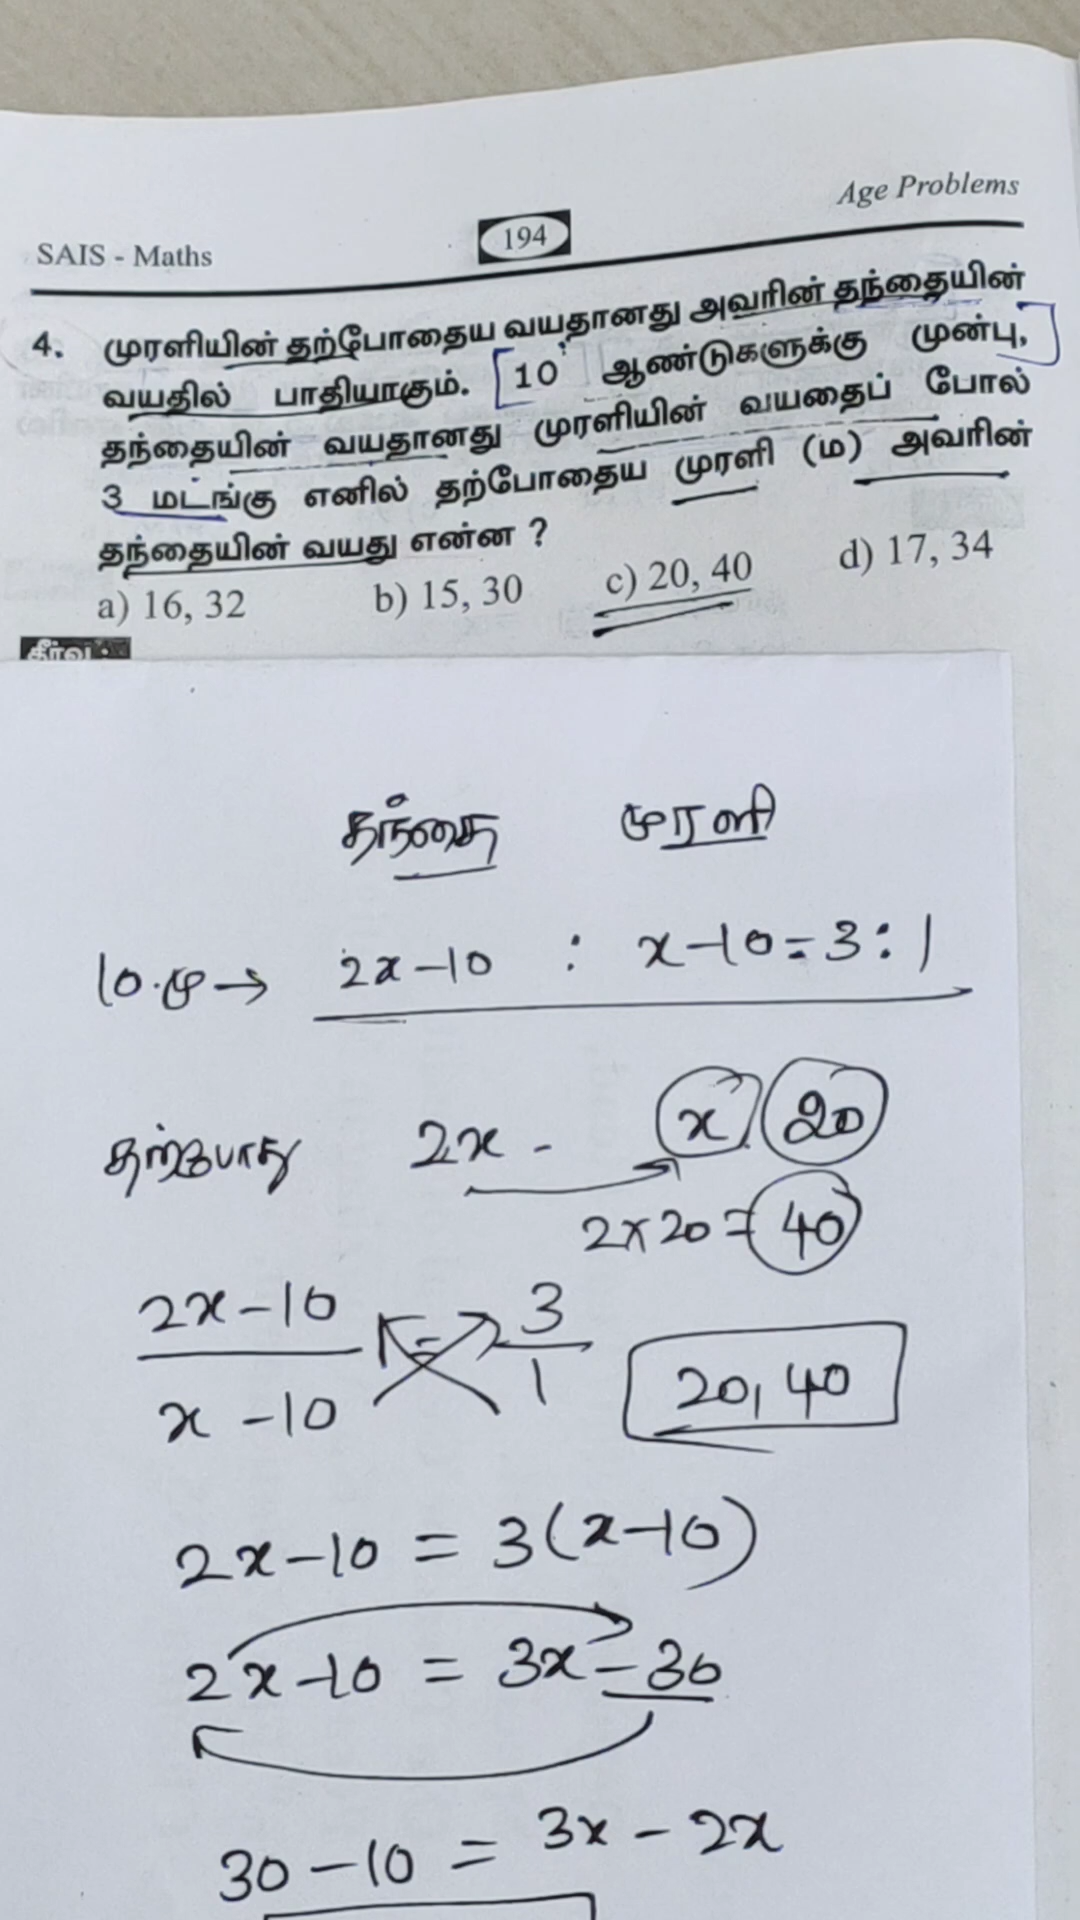 Age Problems
SAIS - Maths
194
4. முரளியின் தற்போதைய வயதானது அவரின் தந்தையின்
வயதில் பாதியாகும். [10 ஆண்டுகளுக்கு முன்பு,]
தந்தையின் வயதானது முரளியின் வயதைப் போல்
3 மடங்கு எனில் தற்போதைய முரளி (ம) அவரின்
தந்தையின் வயது என்ன ?
a) 16, 32 b) 15, 30 c) 20, 40 d) 17, 34
தீர்வு :
தந்தை முரளி
10.மு → 2x-10 : x-10=3:1
தற்போது 2x - x 20
2x20=40
2x-10 = 3
x-10 1
20, 40
2x-10 = 3(x-10)
2x-10 = 3x-30
30-10 = 3x-2x